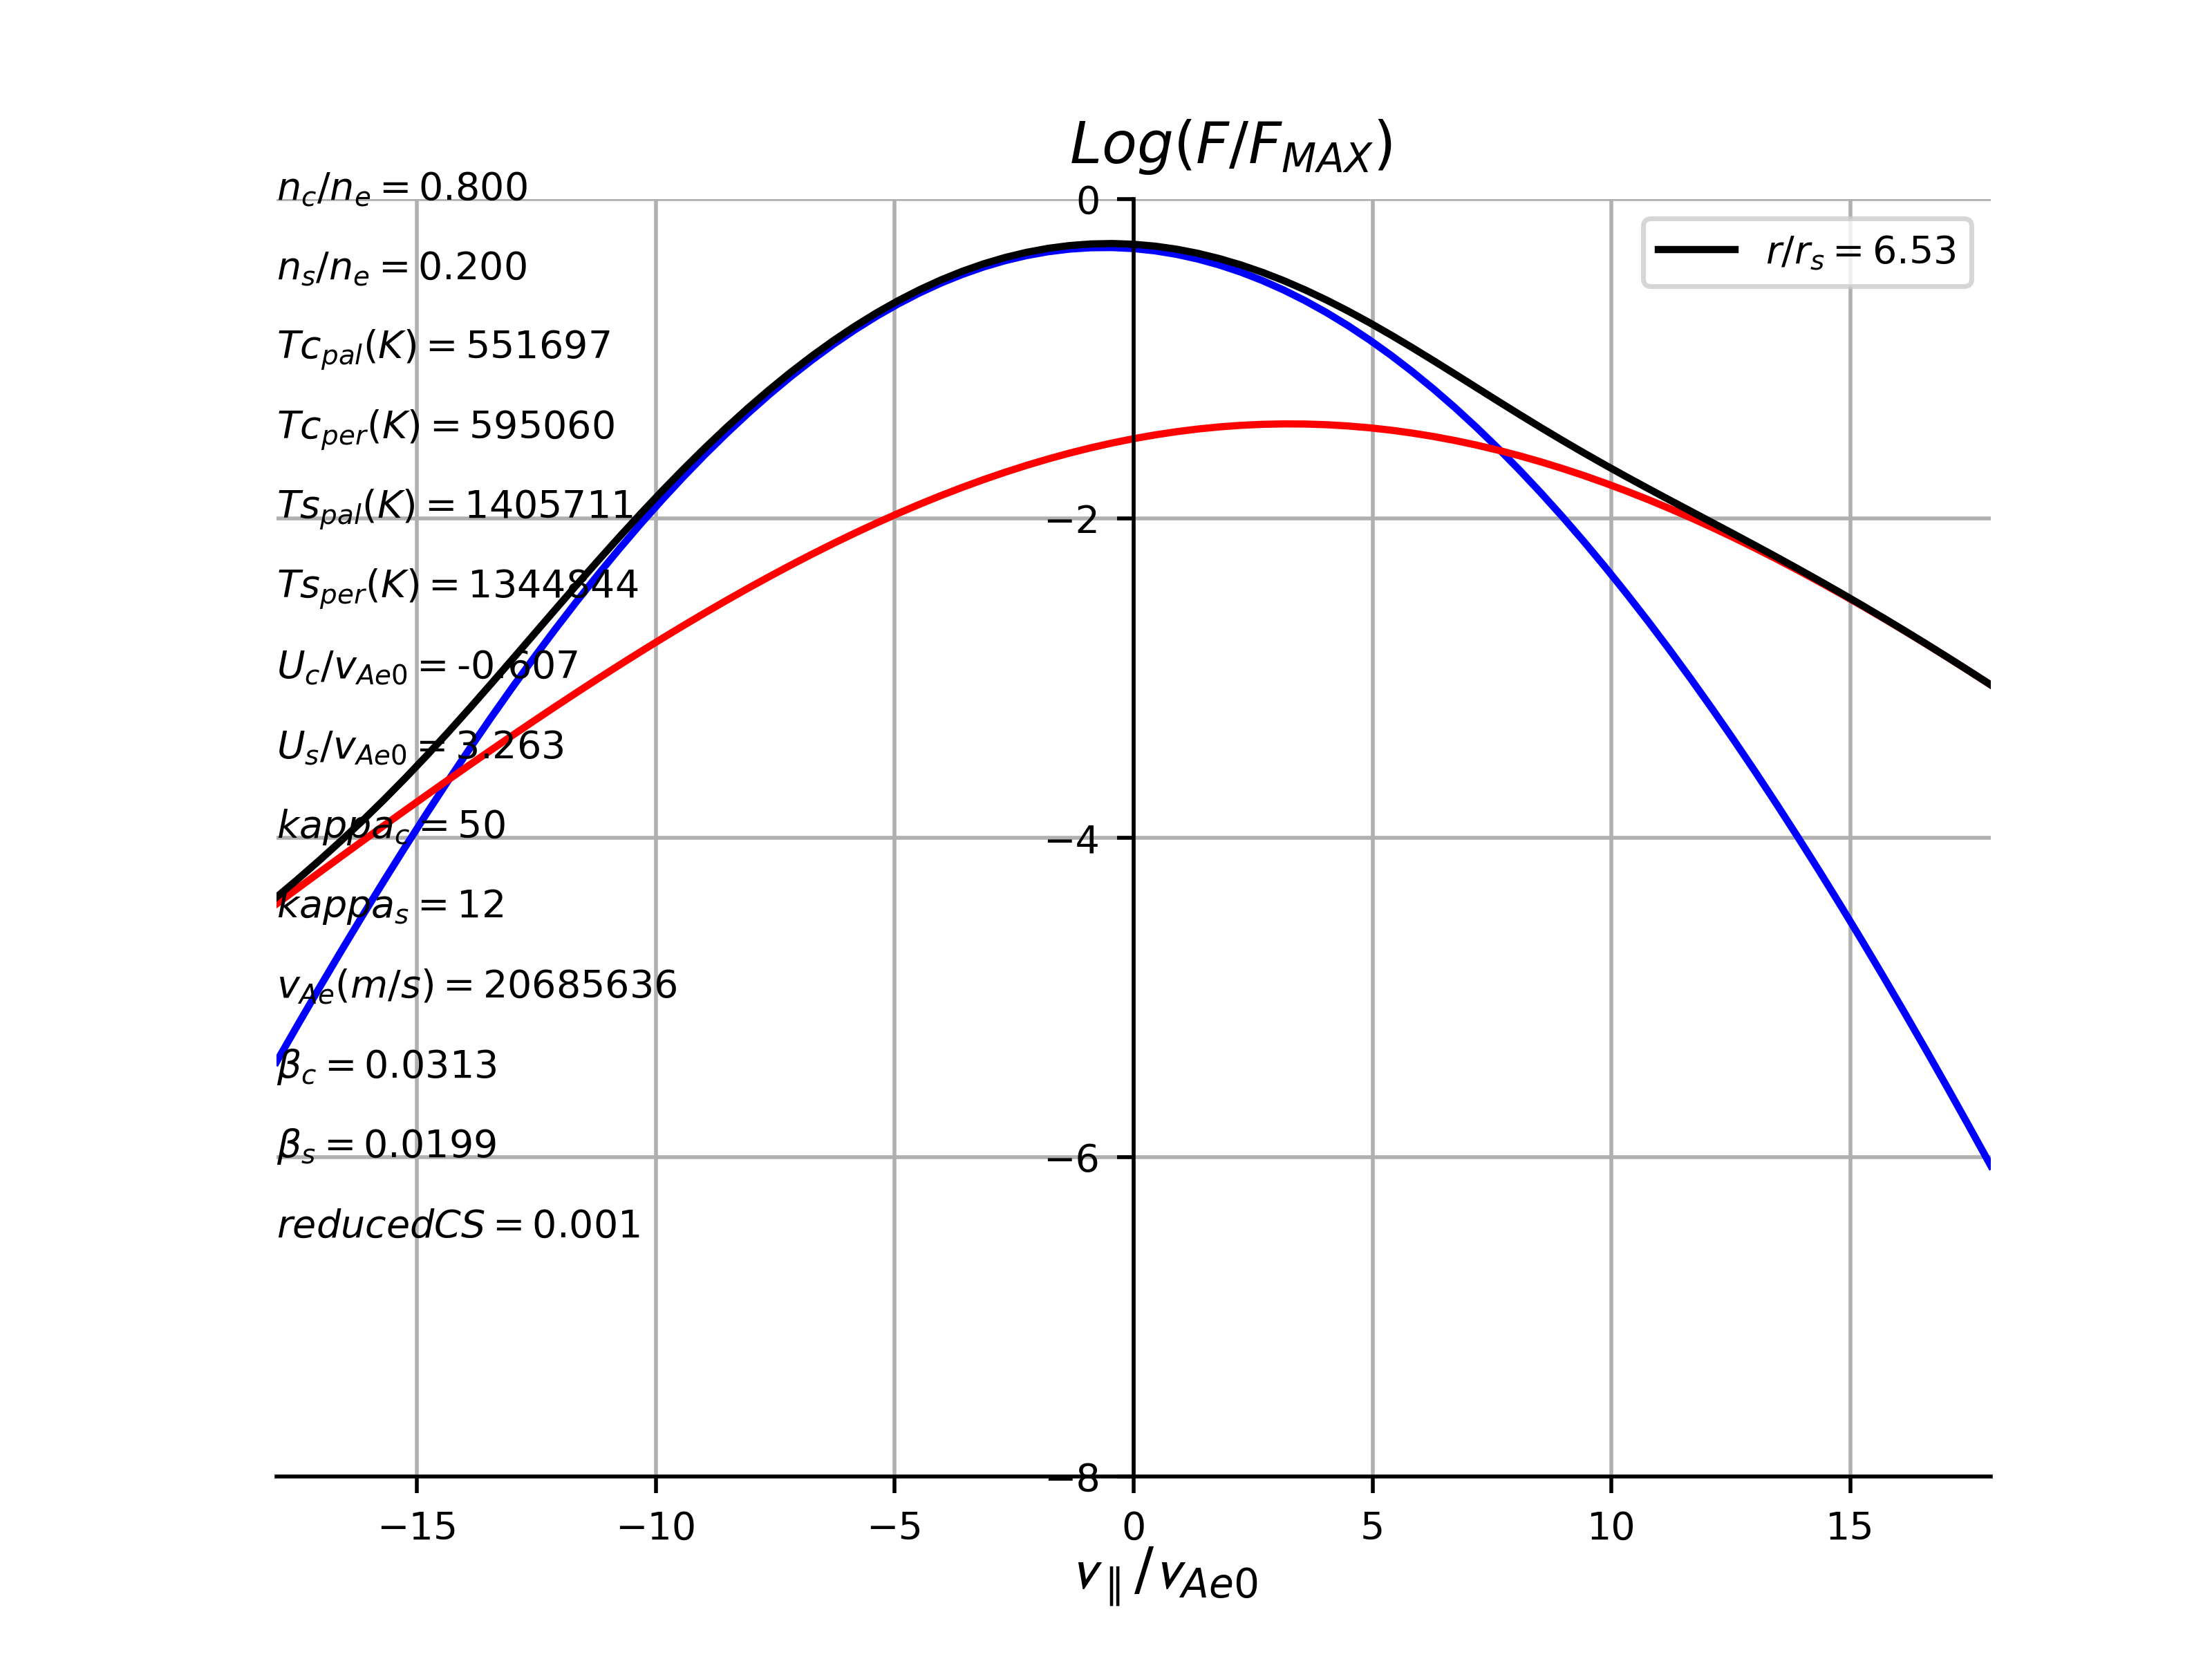 Log(F/F_MAX)
n_c/n_e = 0.800
n_s/n_e = 0.200
Tc_pal(K) = 551697
Tc_per(K) = 595060
Ts_pal(K) = 1405711
Ts_per(K) = 1344844
U_c/v_Ae0 = -0.607
U_s/v_Ae0 = 3.263
kappa_c = 50
kappa_s = 12
v_Ae(m/s) = 20685636
β_c = 0.0313
β_s = 0.0199
reducedCS = 0.001
r/r_s = 6.53
0
−2
−4
−6
−8
−15 −10 −5 0 5 10 15
v_∥/v_Ae0